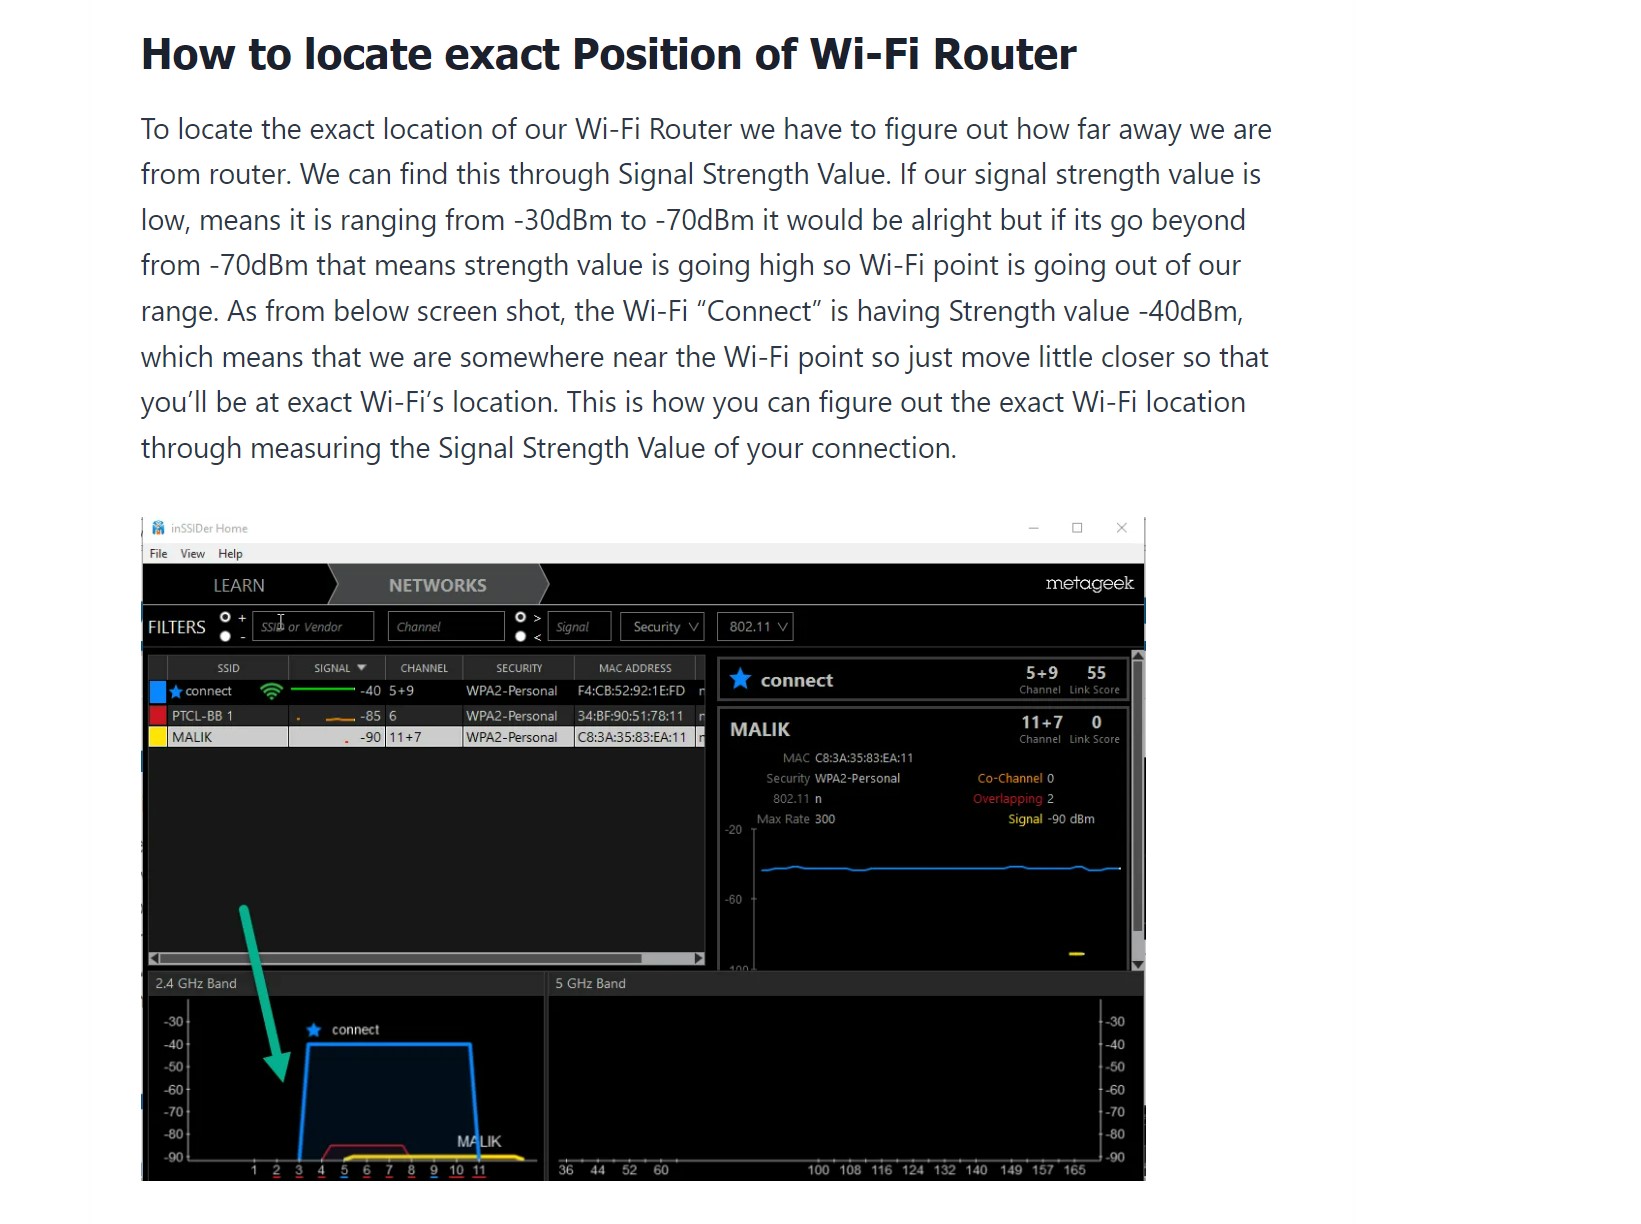 How to locate exact Position of Wi-Fi Router
To locate the exact location of our Wi-Fi Router we have to figure out how far away we are
from router. We can find this through Signal Strength Value. If our signal strength value is
low, means it is ranging from -30dBm to -70dBm it would be alright but if its go beyond
from -70dBm that means strength value is going high so Wi-Fi point is going out of our
range. As from below screen shot, the Wi-Fi “Connect” is having Strength value -40dBm,
which means that we are somewhere near the Wi-Fi point so just move little closer so that
you’ll be at exact Wi-Fi’s location. This is how you can figure out the exact Wi-Fi location
through measuring the Signal Strength Value of your connection.
inSSIDer Home
File View Help
LEARN NETWORKS metageek
FILTERS + - SSID or Vendor Channel > < Signal Security 802.11
SSID SIGNAL CHANNEL SECURITY MAC ADDRESS
connect -40 5+9 WPA2-Personal F4:CB:52:92:1E:FD n
PTCL-BB 1 -85 6 WPA2-Personal 34:BF:90:51:78:11 n
MALIK -90 11+7 WPA2-Personal C8:3A:35:83:EA:11 n
connect 5+9 55
Channel Link Score
MALIK 11+7 0
Channel Link Score
MAC C8:3A:35:83:EA:11
Security WPA2-Personal Co-Channel 0
802.11 n Overlapping 2
Max Rate 300 Signal -90 dBm
-20
-60
-100
2.4 GHz Band
-30
-40
-50
-60
-70
-80
-90
connect
MALIK
1 2 3 4 5 6 7 8 9 10 11
5 GHz Band
-30
-40
-50
-60
-70
-80
-90
36 44 52 60 100 108 116 124 132 140 149 157 165